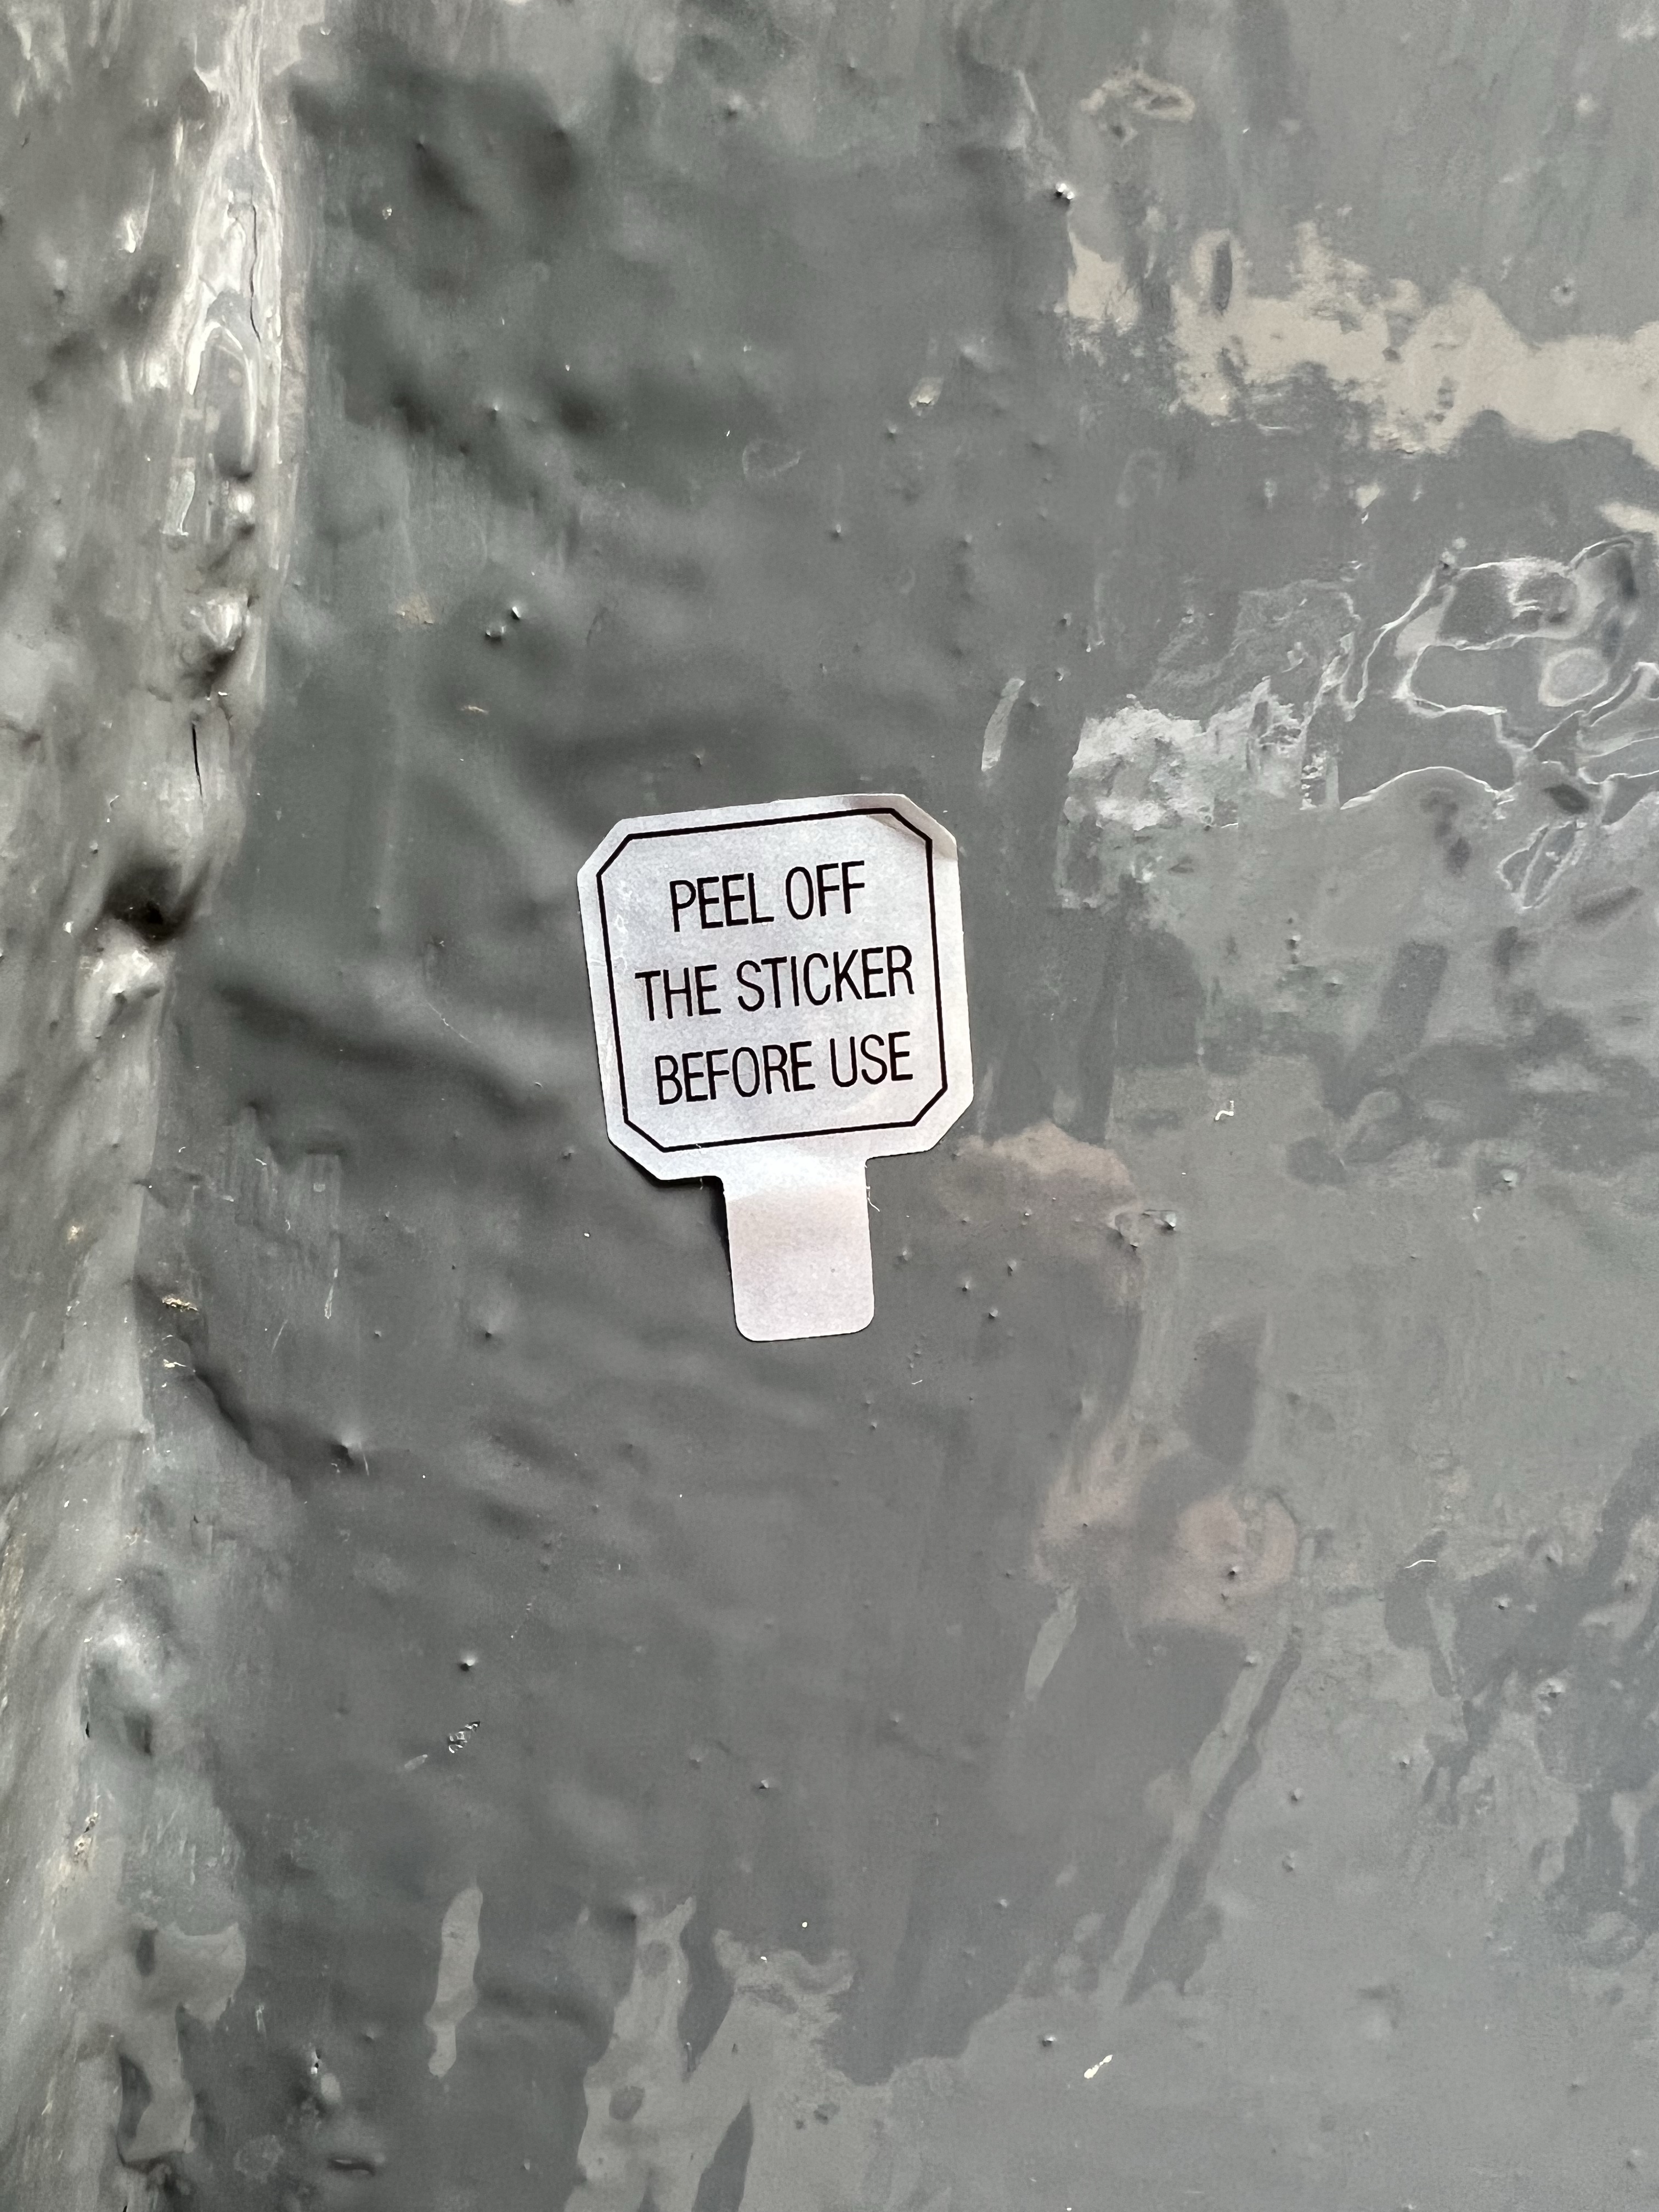 PEEL OFF
THE STICKER
BEFORE USE